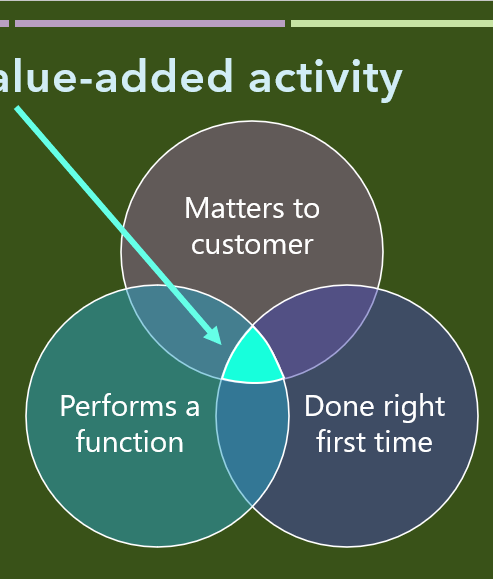 alue-added activity
Matters to
customer
Performs a
function
Done right
first time